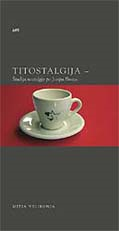 TITOSTALGIJA –
Študija nostalgije po Josipu Brozu
MITJA VELIKONJA